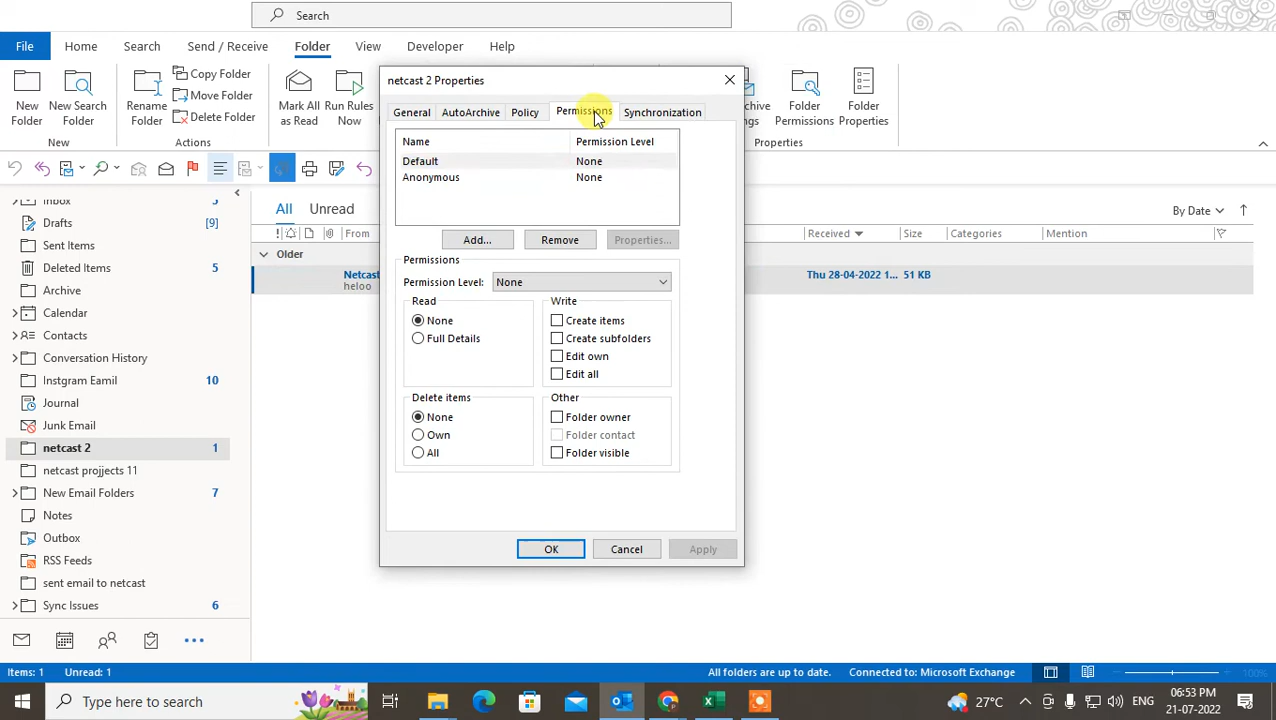 Search
File Home Search Send / Receive Folder View Developer Help
New Folder
New Search Folder
New
Rename Folder
Copy Folder
Move Folder
Delete Folder
Actions
Mark All as Read
Run Rules
Folder Permissions
Folder Properties
Properties
netcast 2 Properties
General AutoArchive Policy Permissions Synchronization
Name Permission Level
Default None
Anonymous None
Add... Remove Properties...
Permissions
Permission Level: None
Read
None
Full Details
Write
Create items
Create subfolders
Edit own
Edit all
Delete items
None
Own
All
Other
Folder owner
Folder contact
Folder visible
OK Cancel Apply
Inbox
Drafts [9]
Sent Items
Deleted Items 5
Archive
Calendar
Contacts
Conversation History
Instgram Eamil 10
Journal
Junk Email
netcast 2 1
netcast projjects 11
New Email Folders 7
Notes
Outbox
RSS Feeds
sent email to netcast
Sync Issues 6
All Unread
By Date
From Received Size Categories Mention
Older
Netcast
Thu 28-04-2022 1... 51 KB
heloo
Items: 1 Unread: 1
All folders are up to date. Connected to: Microsoft Exchange
100%
Type here to search
27°C
ENG
06:53 PM
21-07-2022